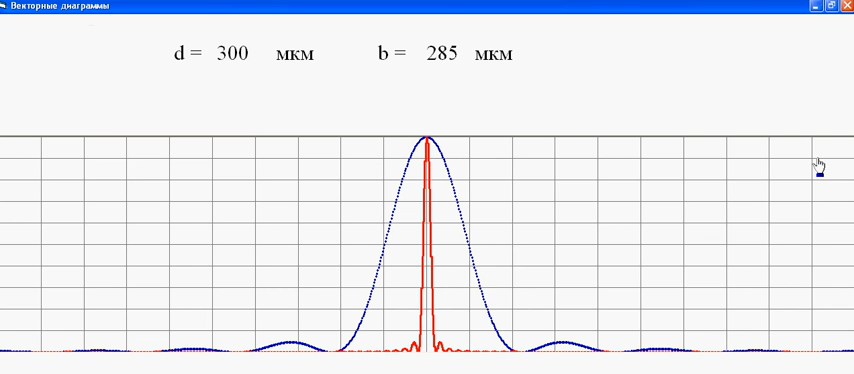 Векторные диаграммы
d = 300 мкм b = 285 мкм